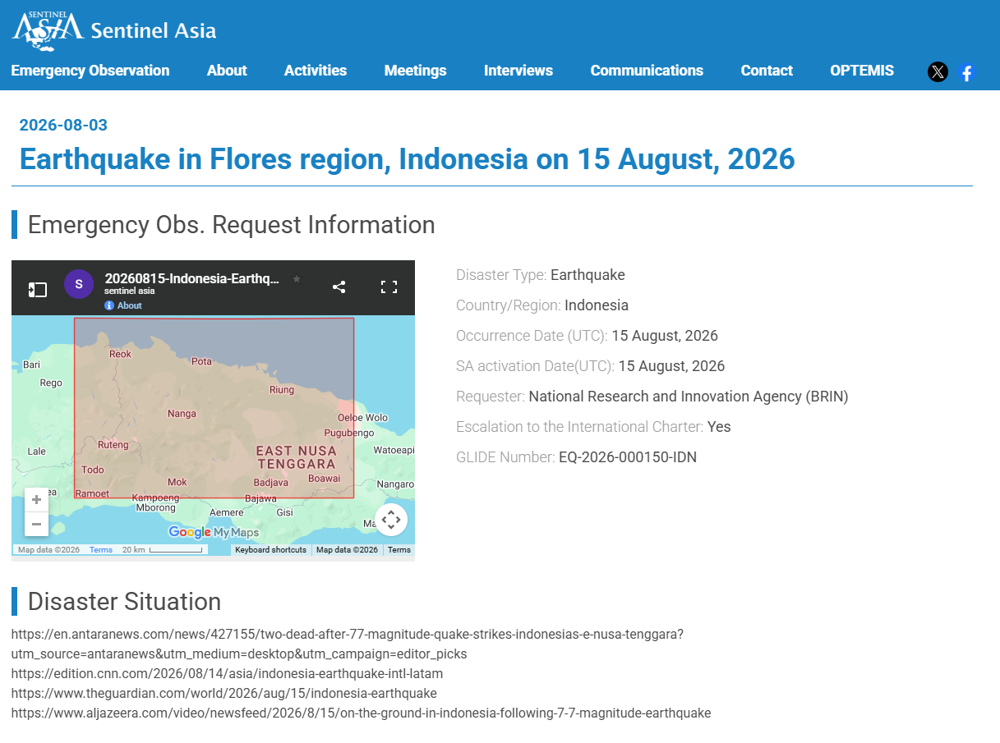 SENTINEL
ASIA
Sentinel Asia
Emergency Observation About Activities Meetings Interviews Communications Contact OPTEMIS
2026-08-03
Earthquake in Flores region, Indonesia on 15 August, 2026
Emergency Obs. Request Information
S
20260815-Indonesia-Earthq...
sentinel asia
About
Reok
Bari
Pota
Rego
Riung
Nanga
Oeloe Wolo
Pugubengo
Ruteng
Lale
EAST NUSA
TENGGARA
Watoeapi
Todo
Boawai
Mok
Badjava
Nangaro
ea
Ramoet
Kampoeng
Mborong
Bajawa
Aemere
Gisi
Ma
Google My Maps
Map data ©2026 Terms 20 km
Keyboard shortcuts Map data ©2026 Terms
Disaster Type: Earthquake
Country/Region: Indonesia
Occurrence Date (UTC): 15 August, 2026
SA activation Date(UTC): 15 August, 2026
Requester: National Research and Innovation Agency (BRIN)
Escalation to the International Charter: Yes
GLIDE Number: EQ-2026-000150-IDN
Disaster Situation
https://en.antaranews.com/news/427155/two-dead-after-77-magnitude-quake-strikes-indonesias-e-nusa-tenggara?
utm_source=antaranews&utm_medium=desktop&utm_campaign=editor_picks
https://edition.cnn.com/2026/08/14/asia/indonesia-earthquake-intl-latam
https://www.theguardian.com/world/2026/aug/15/indonesia-earthquake
https://www.aljazeera.com/video/newsfeed/2026/8/15/on-the-ground-in-indonesia-following-7-7-magnitude-earthquake